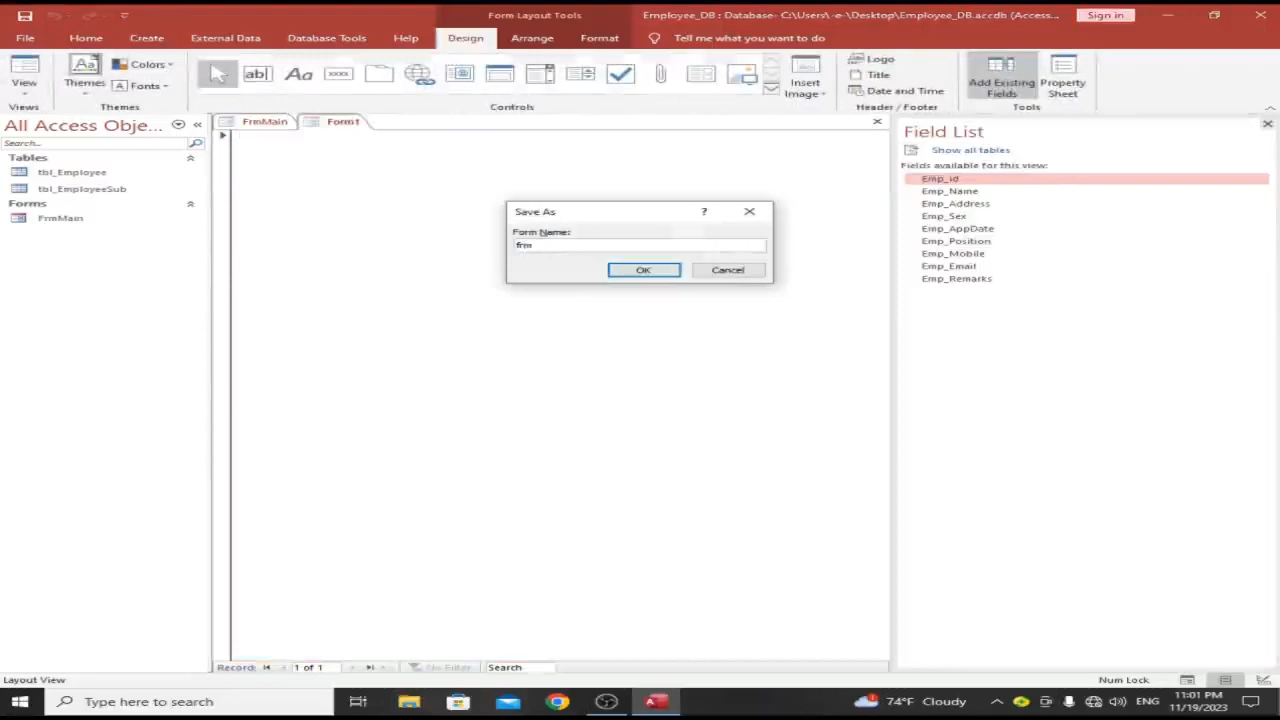 Form Layout Tools
Employee_DB : Database- C:\Users\ -e-\Desktop\Employee_DB.accdb (Access...
Sign in
File Home Create External Data Database Tools Help Design Arrange Format Tell me what you want to do
View
Views
Themes
Colors
Fonts
Themes
ab|
Aa
xxxx
Controls
Insert
Image
Logo
Title
Date and Time
Header / Footer
Add Existing
Fields
Property
Sheet
Tools
All Access Obje...
Search...
Tables
tbl_Employee
tbl_EmployeeSub
Forms
FrmMain
FrmMain
Form1
Save As
?
Form Name:
frm
OK
Cancel
Field List
Show all tables
Fields available for this view:
Emp_id
Emp_Name
Emp_Address
Emp_Sex
Emp_AppDate
Emp_Position
Emp_Mobile
Emp_Email
Emp_Remarks
Record: 1 of 1 No Filter Search
Layout View
Num Lock
Type here to search
74°F Cloudy
ENG
11:01 PM
11/19/2023